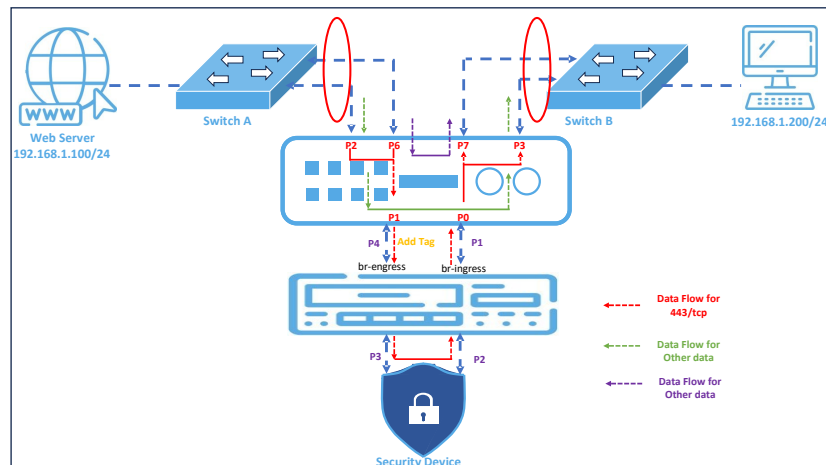 WWW
Web Server
192.168.1.100/24
Switch A
Switch B
192.168.1.200/24
P2
P6
P7
P3
P1
P0
P4
Add Tag
P1
br-engress
br-ingress
P3
P2
Security Device
Data Flow for
443/tcp
Data Flow for
Other data
Data Flow for
Other data